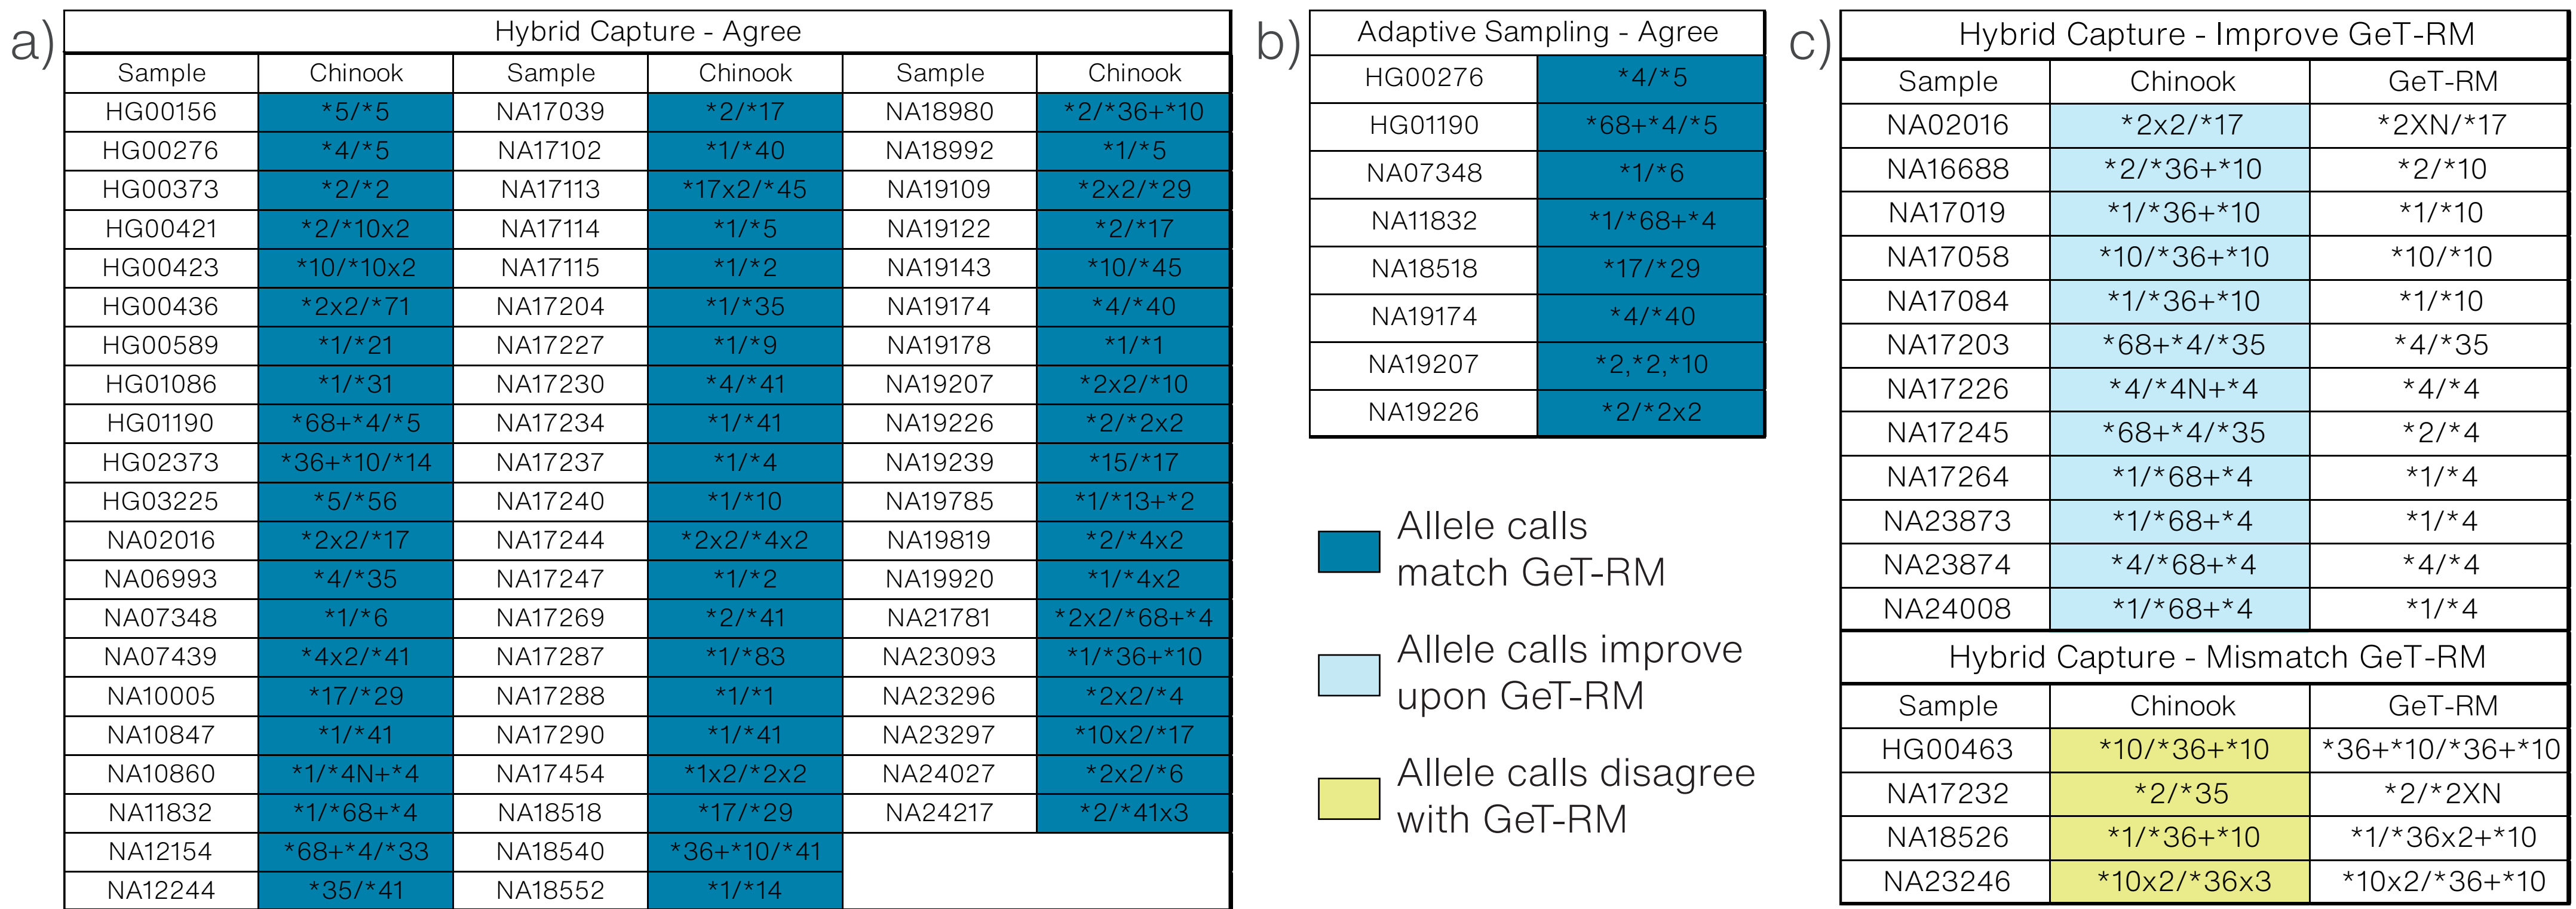 a)
Hybrid Capture - Agree
Sample Chinook Sample Chinook Sample Chinook
HG00156 *5/*5 NA17039 *2/*17 NA18980 *2/*36+*10
HG00276 *4/*5 NA17102 *1/*40 NA18992 *1/*5
HG00373 *2/*2 NA17113 *17x2/*45 NA19109 *2x2/*29
HG00421 *2/*10x2 NA17114 *1/*5 NA19122 *2/*17
HG00423 *10/*10x2 NA17115 *1/*2 NA19143 *10/*45
HG00436 *2x2/*71 NA17204 *1/*35 NA19174 *4/*40
HG00589 *1/*21 NA17227 *1/*9 NA19178 *1/*1
HG01086 *1/*31 NA17230 *4/*41 NA19207 *2x2/*10
HG01190 *68+*4/*5 NA17234 *1/*41 NA19226 *2/*2x2
HG02373 *36+*10/*14 NA17237 *1/*4 NA19239 *15/*17
HG03225 *5/*56 NA17240 *1/*10 NA19785 *1/*13+*2
NA02016 *2x2/*17 NA17244 *2x2/*4x2 NA19819 *2/*4x2
NA06993 *4/*35 NA17247 *1/*2 NA19920 *1/*4x2
NA07348 *1/*6 NA17269 *2/*41 NA21781 *2x2/*68+*4
NA07439 *4x2/*41 NA17287 *1/*83 NA23093 *1/*36+*10
NA10005 *17/*29 NA17288 *1/*1 NA23296 *2x2/*4
NA10847 *1/*41 NA17290 *1/*41 NA23297 *10x2/*17
NA10860 *1/*4N+*4 NA17454 *1x2/*2x2 NA24027 *2x2/*6
NA11832 *1/*68+*4 NA18518 *17/*29 NA24217 *2/*41x3
NA12154 *68+*4/*33 NA18540 *36+*10/*41
NA12244 *35/*41 NA18552 *1/*14
b)
Adaptive Sampling - Agree
HG00276 *4/*5
HG01190 *68+*4/*5
NA07348 *1/*6
NA11832 *1/*68+*4
NA18518 *17/*29
NA19174 *4/*40
NA19207 *2,*2,*10
NA19226 *2/*2x2
Allele calls
match GeT-RM
Allele calls improve
upon GeT-RM
Allele calls disagree
with GeT-RM
c)
Hybrid Capture - Improve GeT-RM
Sample Chinook GeT-RM
NA02016 *2x2/*17 *2XN/*17
NA16688 *2/*36+*10 *2/*10
NA17019 *1/*36+*10 *1/*10
NA17058 *10/*36+*10 *10/*10
NA17084 *1/*36+*10 *1/*10
NA17203 *68+*4/*35 *4/*35
NA17226 *4/*4N+*4 *4/*4
NA17245 *68+*4/*35 *2/*4
NA17264 *1/*68+*4 *1/*4
NA23873 *1/*68+*4 *1/*4
NA23874 *4/*68+*4 *4/*4
NA24008 *1/*68+*4 *1/*4
Hybrid Capture - Mismatch GeT-RM
Sample Chinook GeT-RM
HG00463 *10/*36+*10 *36+*10/*36+*10
NA17232 *2/*35 *2/*2XN
NA18526 *1/*36+*10 *1/*36x2+*10
NA23246 *10x2/*36x3 *10x2/*36+*10